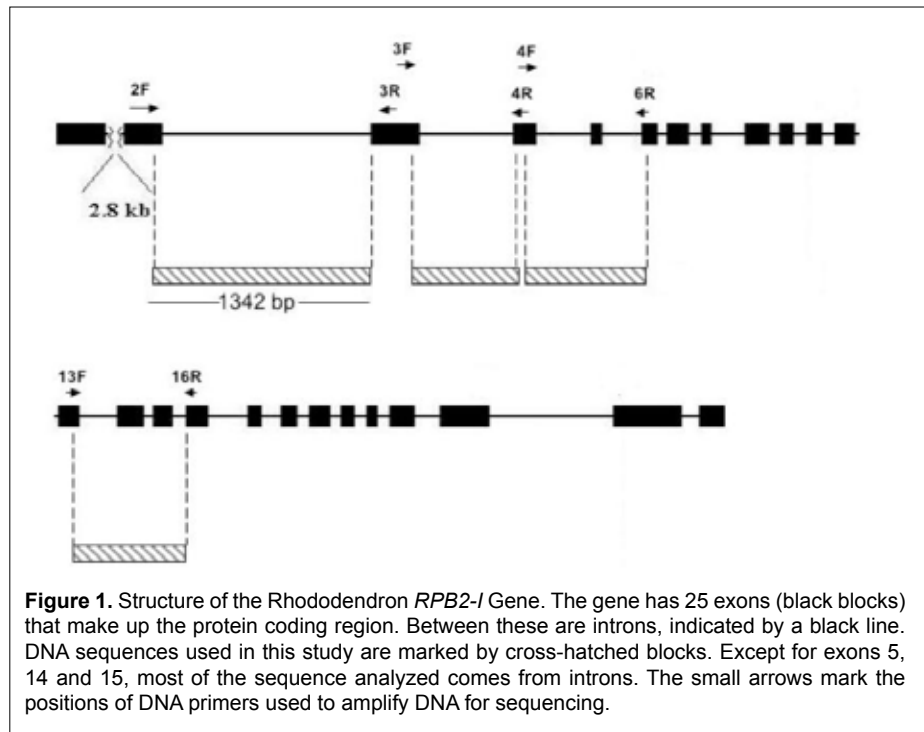 3F 4F
2F 3R 4R 6R
2.8 kb
1342 bp
13F 16R
Figure 1. Structure of the Rhododendron RPB2-I Gene. The gene has 25 exons (black blocks)
that make up the protein coding region. Between these are introns, indicated by a black line.
DNA sequences used in this study are marked by cross-hatched blocks. Except for exons 5,
14 and 15, most of the sequence analyzed comes from introns. The small arrows mark the
positions of DNA primers used to amplify DNA for sequencing.